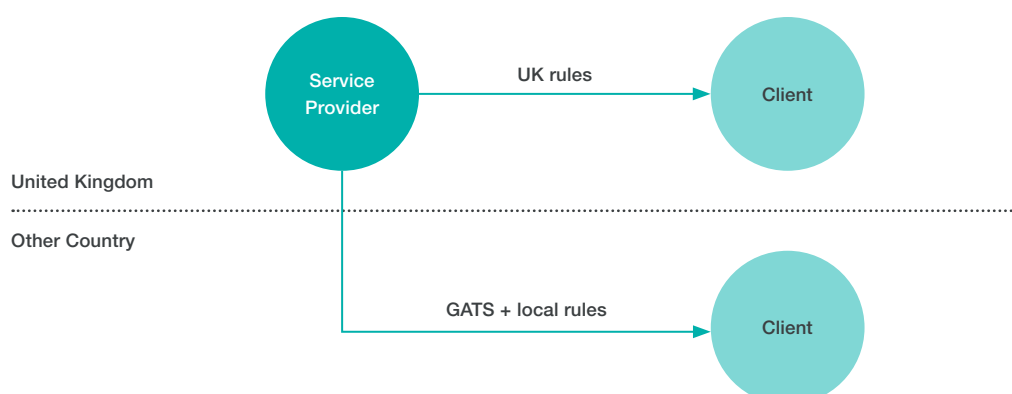 Service
Provider
UK rules
Client
United Kingdom
Other Country
GATS + local rules
Client